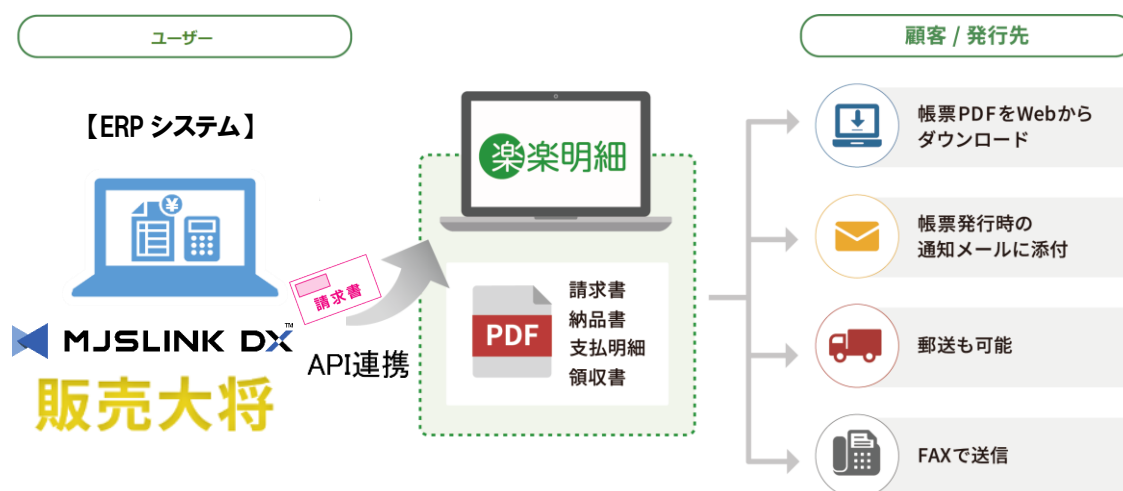 ユーザー
【ERP システム】
¥
請求書
MJSLINK DX™
販売大将
API連携
楽楽明細
PDF
請求書
納品書
支払明細
領収書
顧客 / 発行先
帳票PDFをWebから
ダウンロード
帳票発行時の
通知メールに添付
郵送も可能
FAXで送信